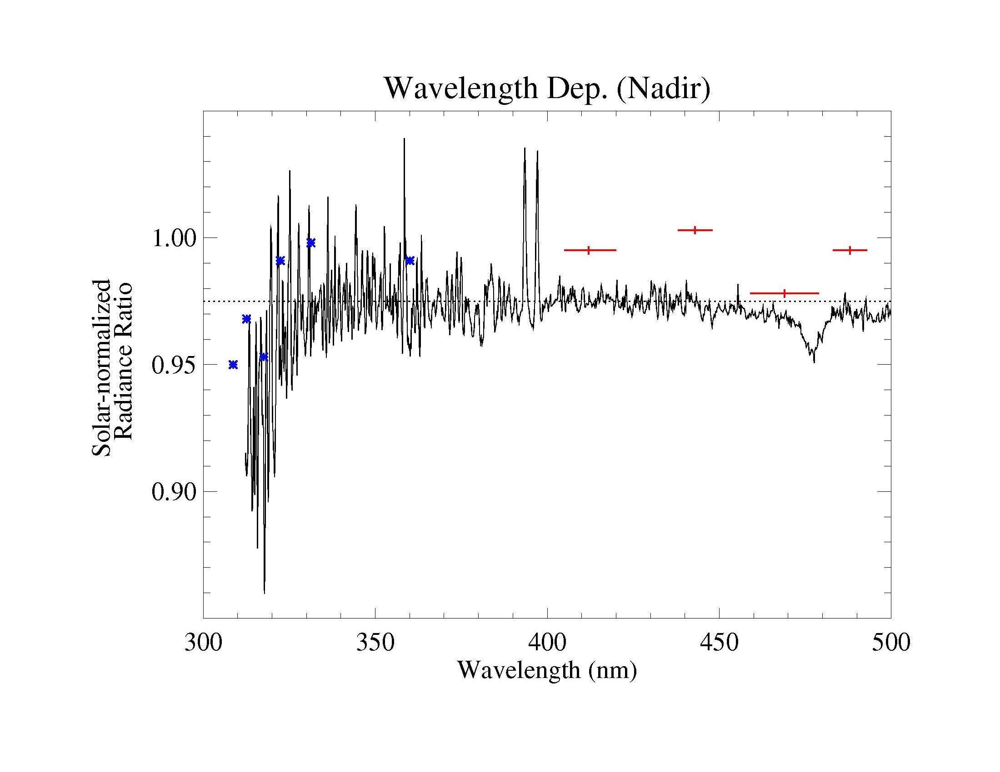 Wavelength Dep. (Nadir)
Solar-normalized
Radiance Ratio
1.00
0.95
0.90
300 350 400 450 500
Wavelength (nm)